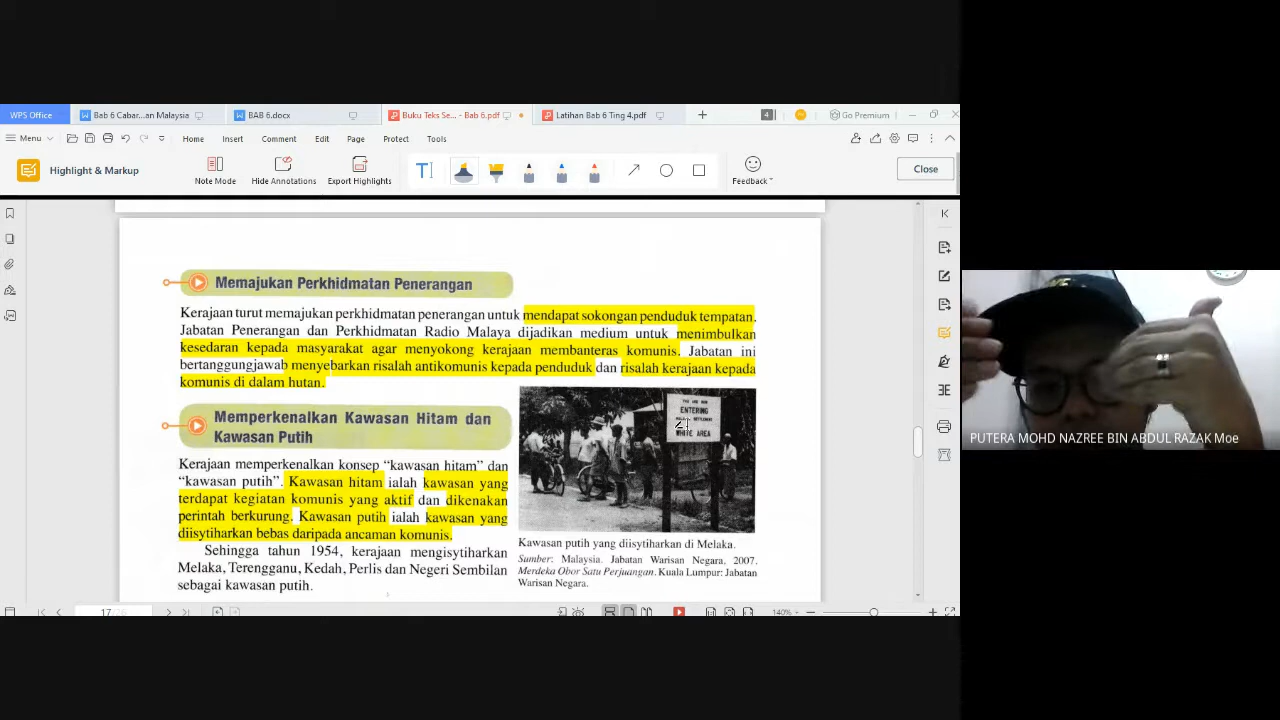 WPS Office
Bab 6 Cabar...an Malaysia
BAB 6.docx
Buku Teks Se... - Bab 6.pdf
Latihan Bab 6 Ting 4.pdf
4
Go Premium
Menu
Home
Insert
Comment
Edit
Page
Protect
Tools
Highlight & Markup
Note Mode
Hide Annotations
Export Highlights
Feedback
Close
Memajukan Perkhidmatan Penerangan
Kerajaan turut memajukan perkhidmatan penerangan untuk mendapat sokongan penduduk tempatan.
Jabatan Penerangan dan Perkhidmatan Radio Malaya dijadikan medium untuk menimbulkan
kesedaran kepada masyarakat agar menyokong kerajaan membanteras komunis. Jabatan ini
bertanggungjawab menyebarkan risalah antikomunis kepada penduduk dan risalah kerajaan kepada
komunis di dalam hutan.
Memperkenalkan Kawasan Hitam dan
Kawasan Putih
Kerajaan memperkenalkan konsep “kawasan hitam” dan
“kawasan putih”. Kawasan hitam ialah kawasan yang
terdapat kegiatan komunis yang aktif dan dikenakan
perintah berkurung. Kawasan putih ialah kawasan yang
diisytiharkan bebas daripada ancaman komunis.
Sehingga tahun 1954, kerajaan mengisytiharkan
Melaka, Terengganu, Kedah, Perlis dan Negeri Sembilan
sebagai kawasan putih.
YOU ARE NOW
ENTERING
WHITE AREA
Kawasan putih yang diisytiharkan di Melaka.
Sumber: Malaysia. Jabatan Warisan Negara, 2007.
Merdeka Obor Satu Perjuangan. Kuala Lumpur: Jabatan
Warisan Negara.
PUTERA MOHD NAZREE BIN ABDUL RAZAK Moe
140%